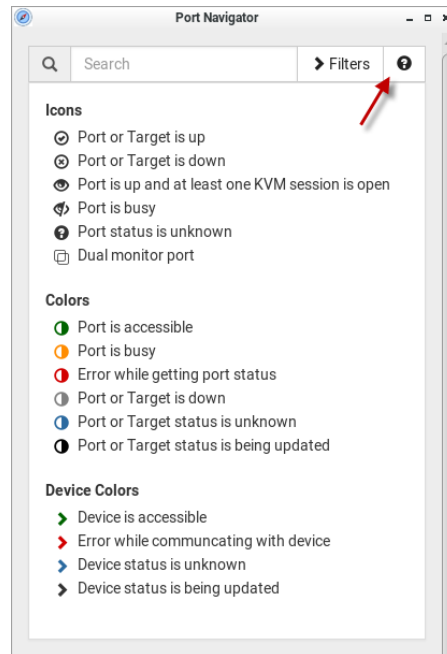 Port Navigator
Search
Filters
Icons
Port or Target is up
Port or Target is down
Port is up and at least one KVM session is open
Port is busy
Port status is unknown
Dual monitor port
Colors
Port is accessible
Port is busy
Error while getting port status
Port or Target is down
Port or Target status is unknown
Port or Target status is being updated
Device Colors
Device is accessible
Error while communcating with device
Device status is unknown
Device status is being updated